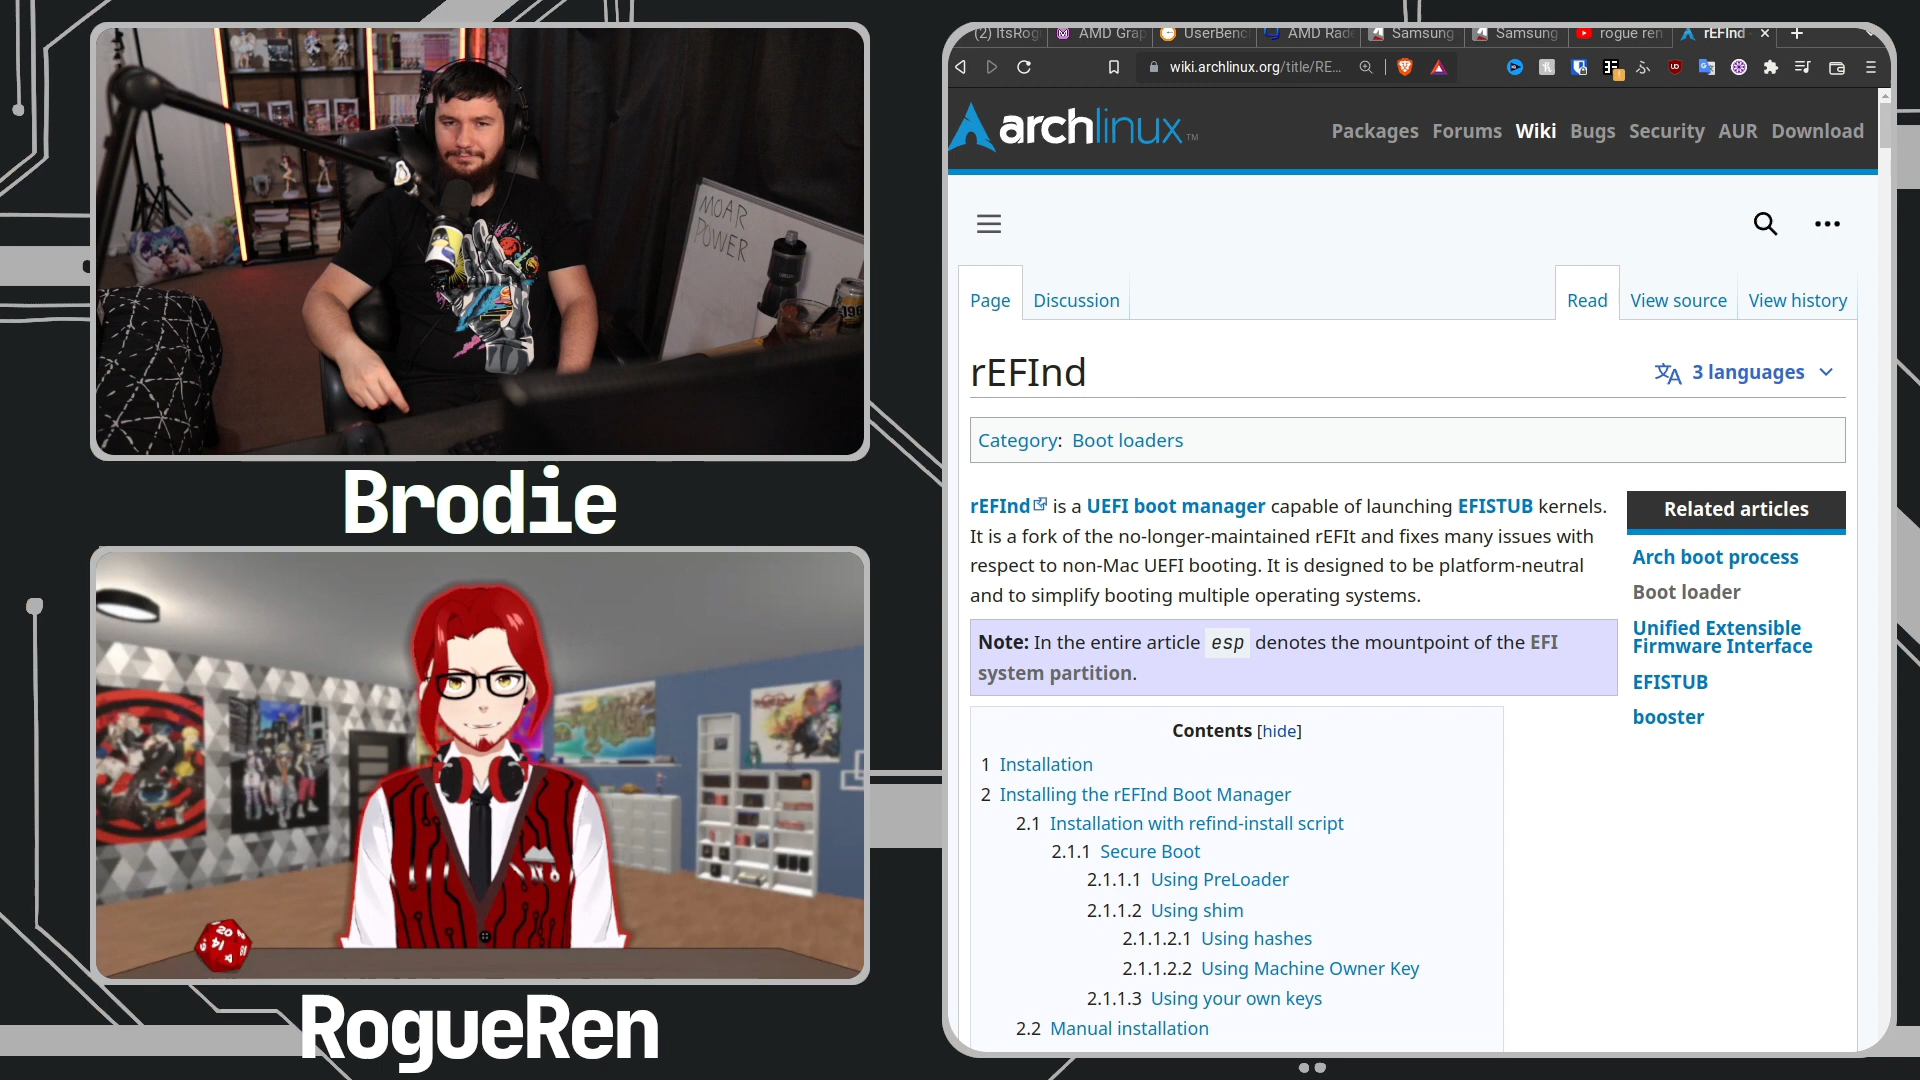 MOAR
POWER
Brodie
20
14
RogueRen
(2) ItsRog
AMD Grap
UserBenc
AMD Rade
Samsung
Samsung
rogue ren
rEFInd
wiki.archlinux.org/title/RE...
archlinux™
Packages Forums Wiki Bugs Security AUR Download
Page Discussion Read View source View history
rEFInd
3 languages
Category: Boot loaders
rEFInd is a UEFI boot manager capable of launching EFISTUB kernels.
It is a fork of the no-longer-maintained rEFIt and fixes many issues with
respect to non-Mac UEFI booting. It is designed to be platform-neutral
and to simplify booting multiple operating systems.
Note: In the entire article esp denotes the mountpoint of the EFI
system partition.
Related articles
Arch boot process
Boot loader
Unified Extensible
Firmware Interface
EFISTUB
booster
Contents [hide]
1 Installation
2 Installing the rEFInd Boot Manager
2.1 Installation with refind-install script
2.1.1 Secure Boot
2.1.1.1 Using PreLoader
2.1.1.2 Using shim
2.1.1.2.1 Using hashes
2.1.1.2.2 Using Machine Owner Key
2.1.1.3 Using your own keys
2.2 Manual installation